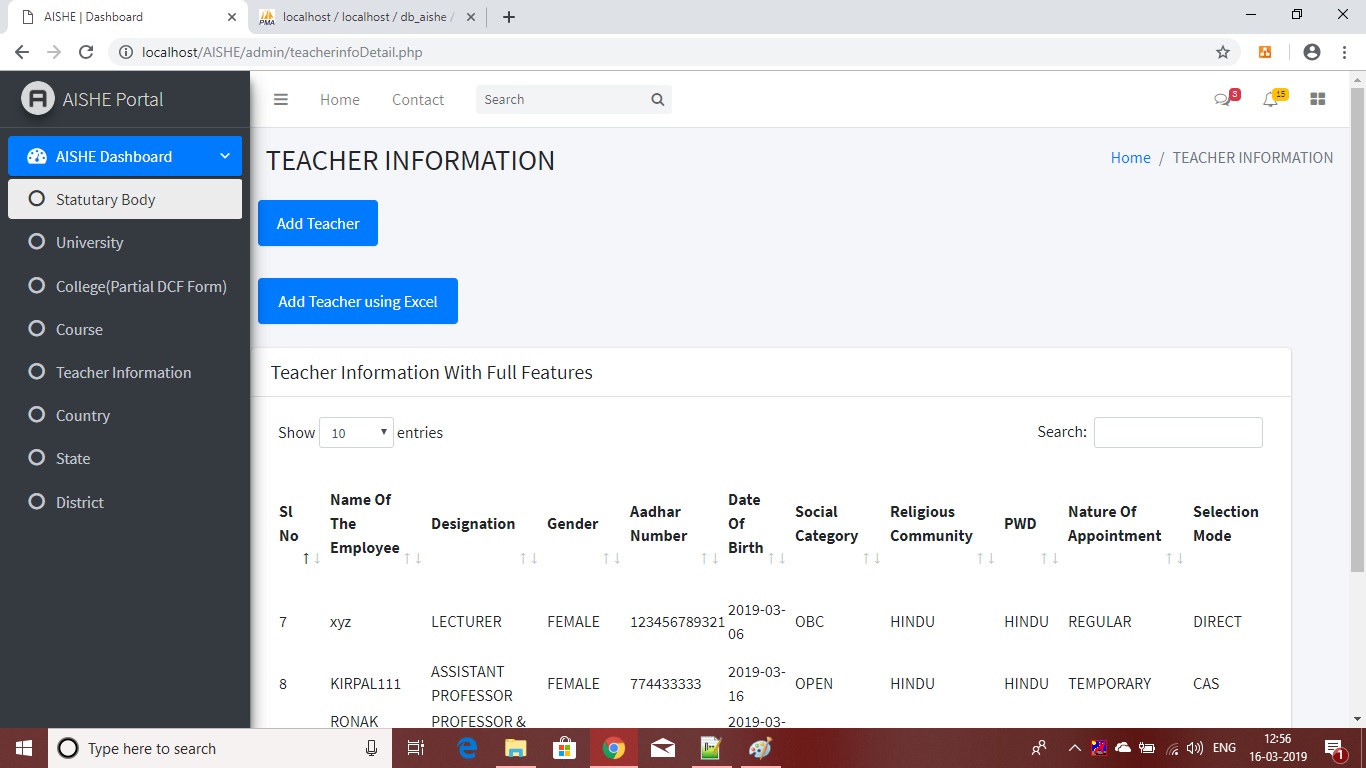 AISHE | Dashboard
localhost / localhost / db_aishe /
localhost/AISHE/admin/teacherinfoDetail.php
AISHE Portal
Home Contact Search 3 15
AISHE Dashboard
Statutary Body
University
College(Partial DCF Form)
Course
Teacher Information
Country
State
District
TEACHER INFORMATION
Home / TEACHER INFORMATION
Add Teacher
Add Teacher using Excel
Teacher Information With Full Features
Show 10 entries
Search:
Sl No Name Of The Employee Designation Gender Aadhar Number Date Of Birth Social Category Religious Community PWD Nature Of Appointment Selection Mode
7 xyz LECTURER FEMALE 123456789321 2019-03-06 OBC HINDU HINDU REGULAR DIRECT
8 KIRPAL111 ASSISTANT PROFESSOR FEMALE 774433333 2019-03-16 OPEN HINDU HINDU TEMPORARY CAS
RONAK PROFESSOR & 2019-03-
Type here to search
ENG
12:56
16-03-2019
1